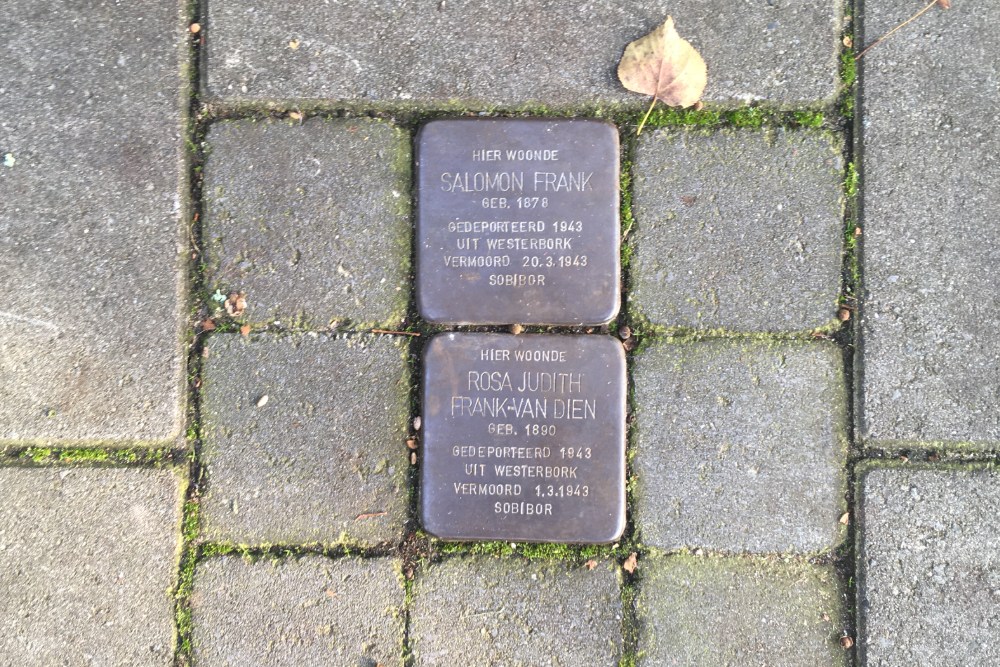 HIER WOONDE
SALOMON FRANK
GEB. 1878
GEDEPORTEERD 1943
UIT WESTERBORK
VERMOORD 20.3.1943
SOBIBOR
HIER WOONDE
ROSA JUDITH
FRANK-VAN DIEN
GEB. 1890
GEDEPORTEERD 1943
UIT WESTERBORK
VERMOORD 1.3.1943
SOBIBOR